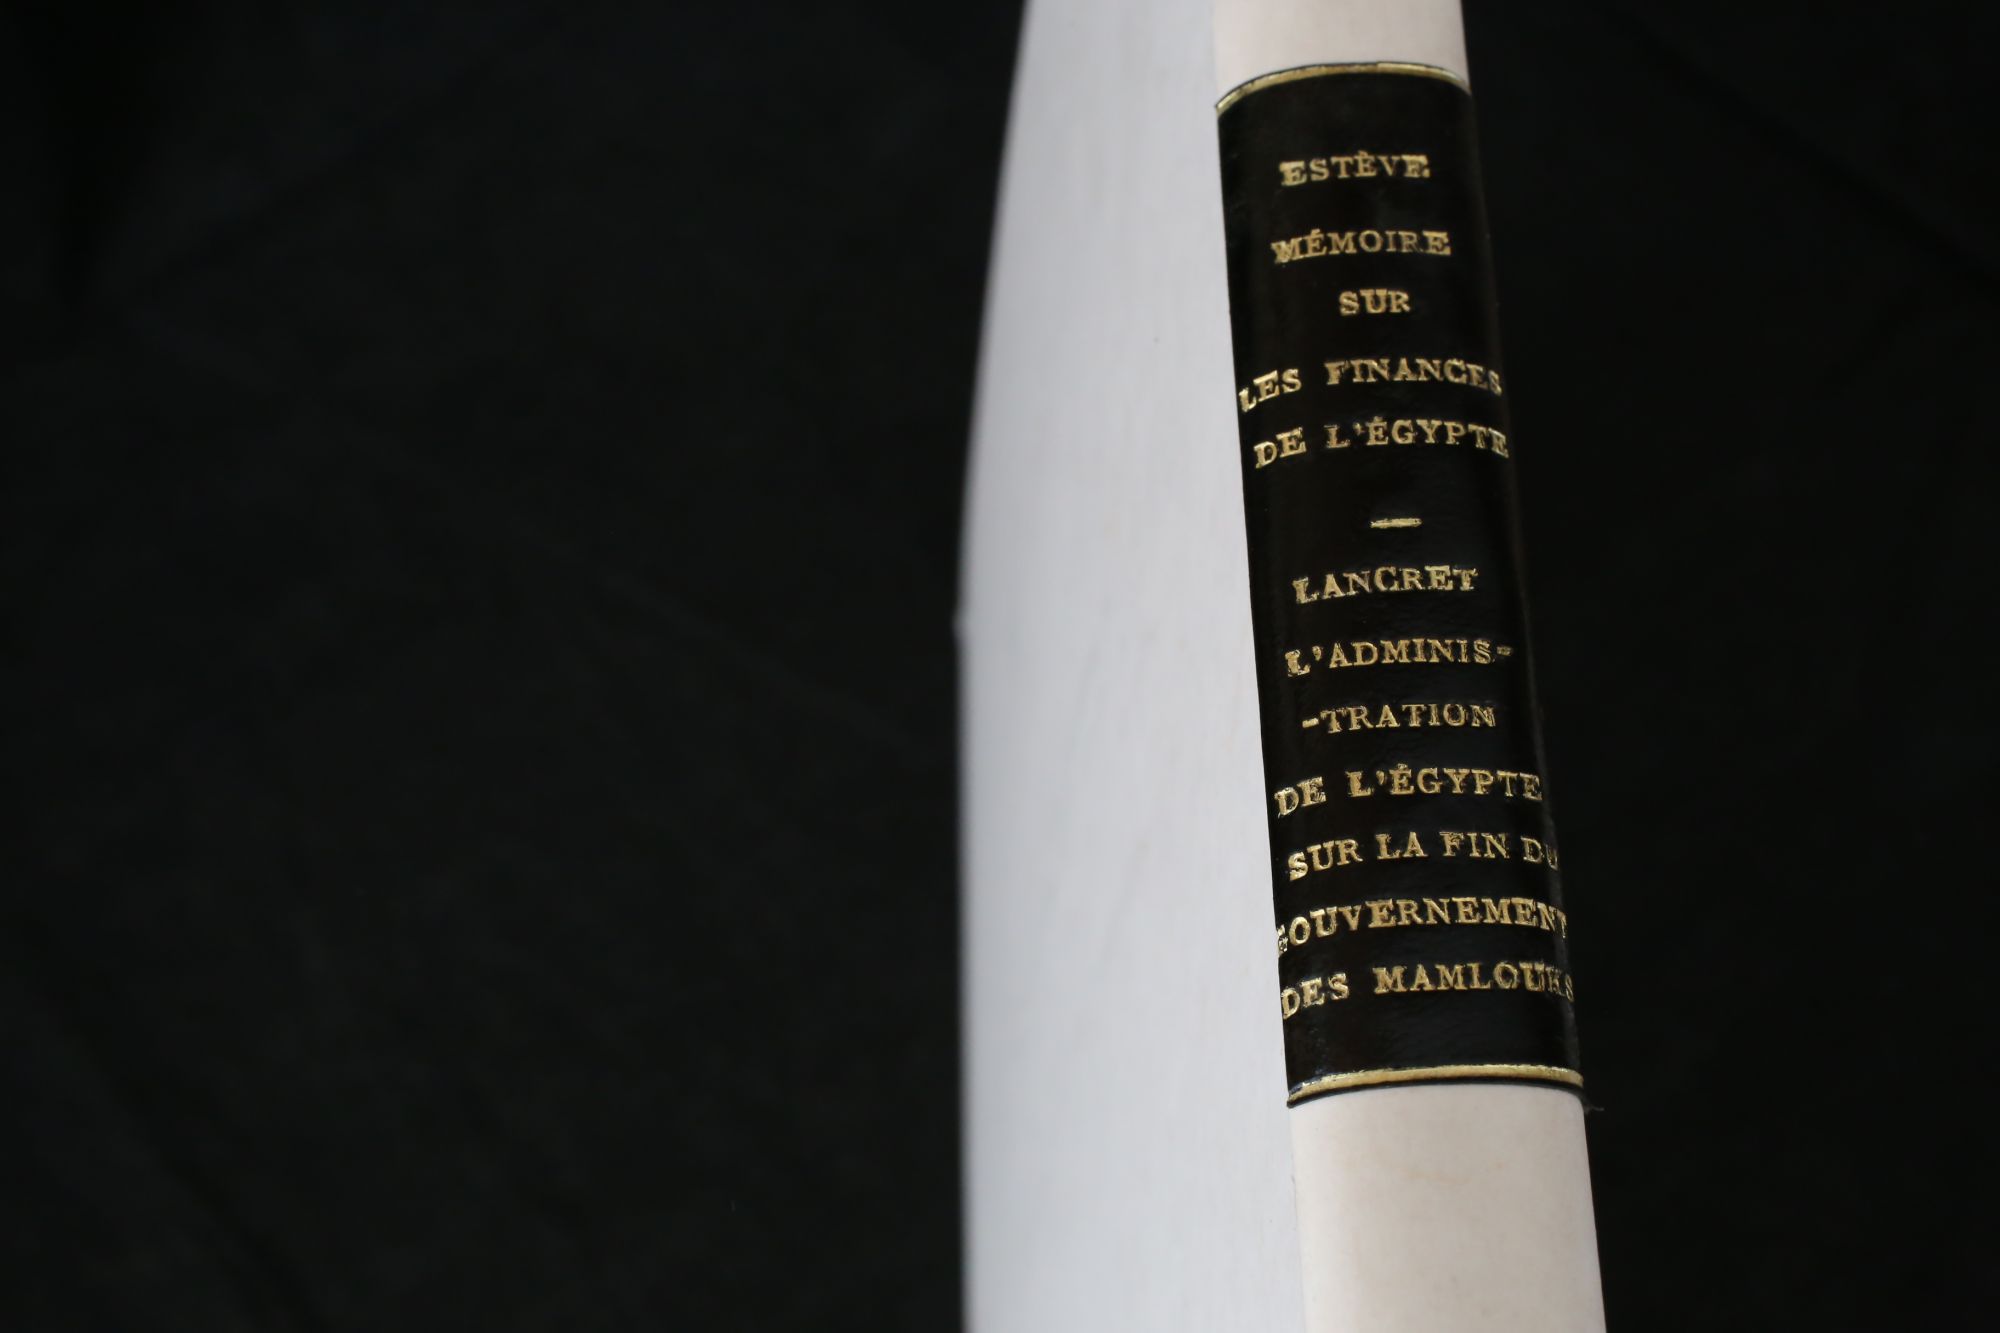 ESTÈVE
MÉMOIRE
SUR
LES FINANCES
DE L'ÉGYPTE
—
LANCRET
L'ADMINIS-
-TRATION
DE L'ÉGYPTE
SUR LA FIN DU
GOUVERNEMENT
DES MAMLOUKS